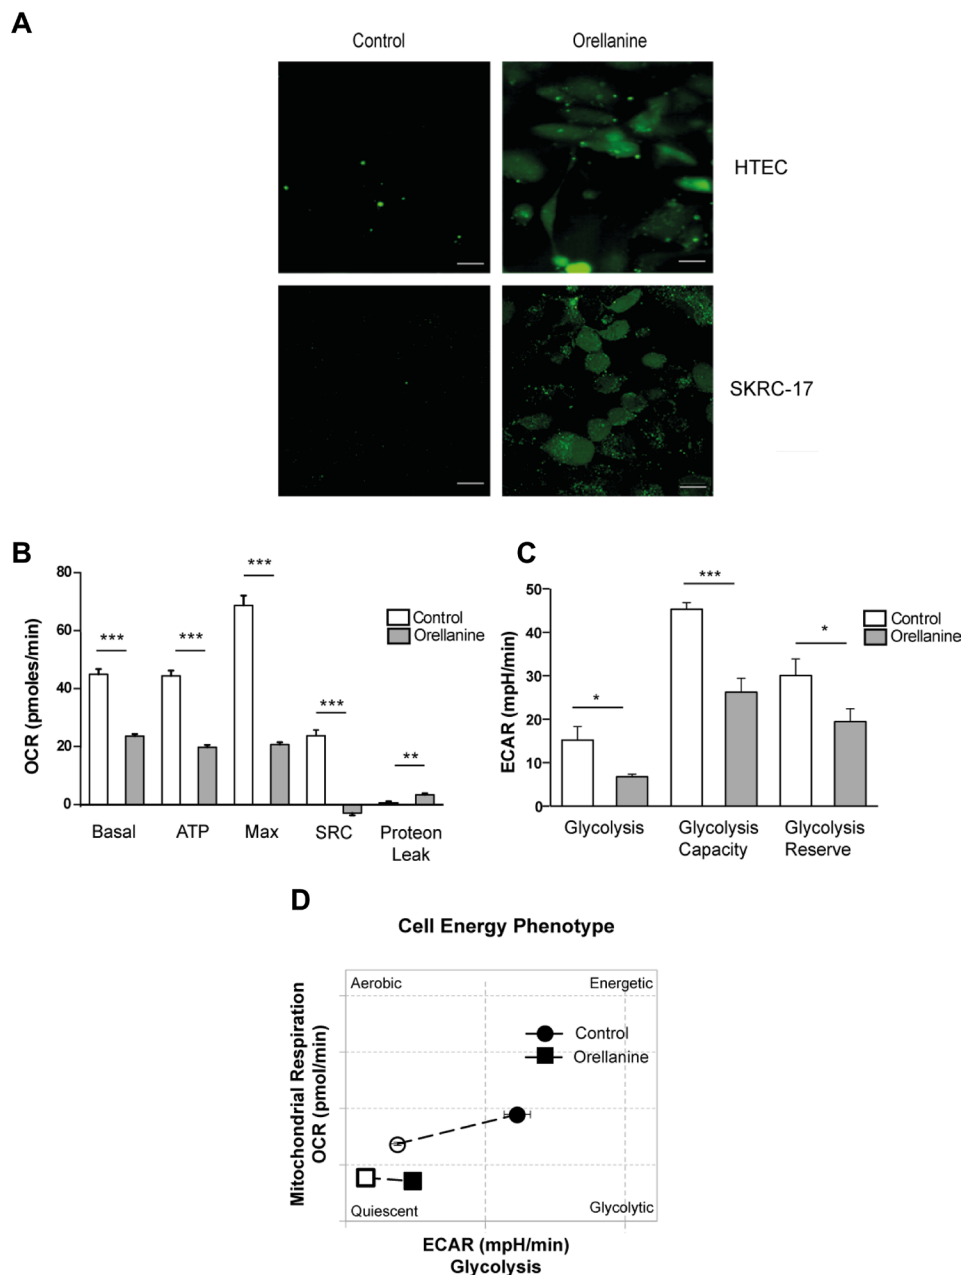 A
Control
Orellanine
HTEC
SKRC-17
B
OCR (pmoles/min)
80
60
40
20
0
***
***
***
***
**
Control
Orellanine
Basal
ATP
Max
SRC
Proteon
Leak
C
ECAR (mpH/min)
50
40
30
20
10
0
*
***
*
Control
Orellanine
Glycolysis
Glycolysis
Capacity
Glycolysis
Reserve
D
Cell Energy Phenotype
Mitochondrial Respiration
OCR (pmol/min)
Aerobic
Energetic
Control
Orellanine
Quiescent
Glycolytic
ECAR (mpH/min)
Glycolysis